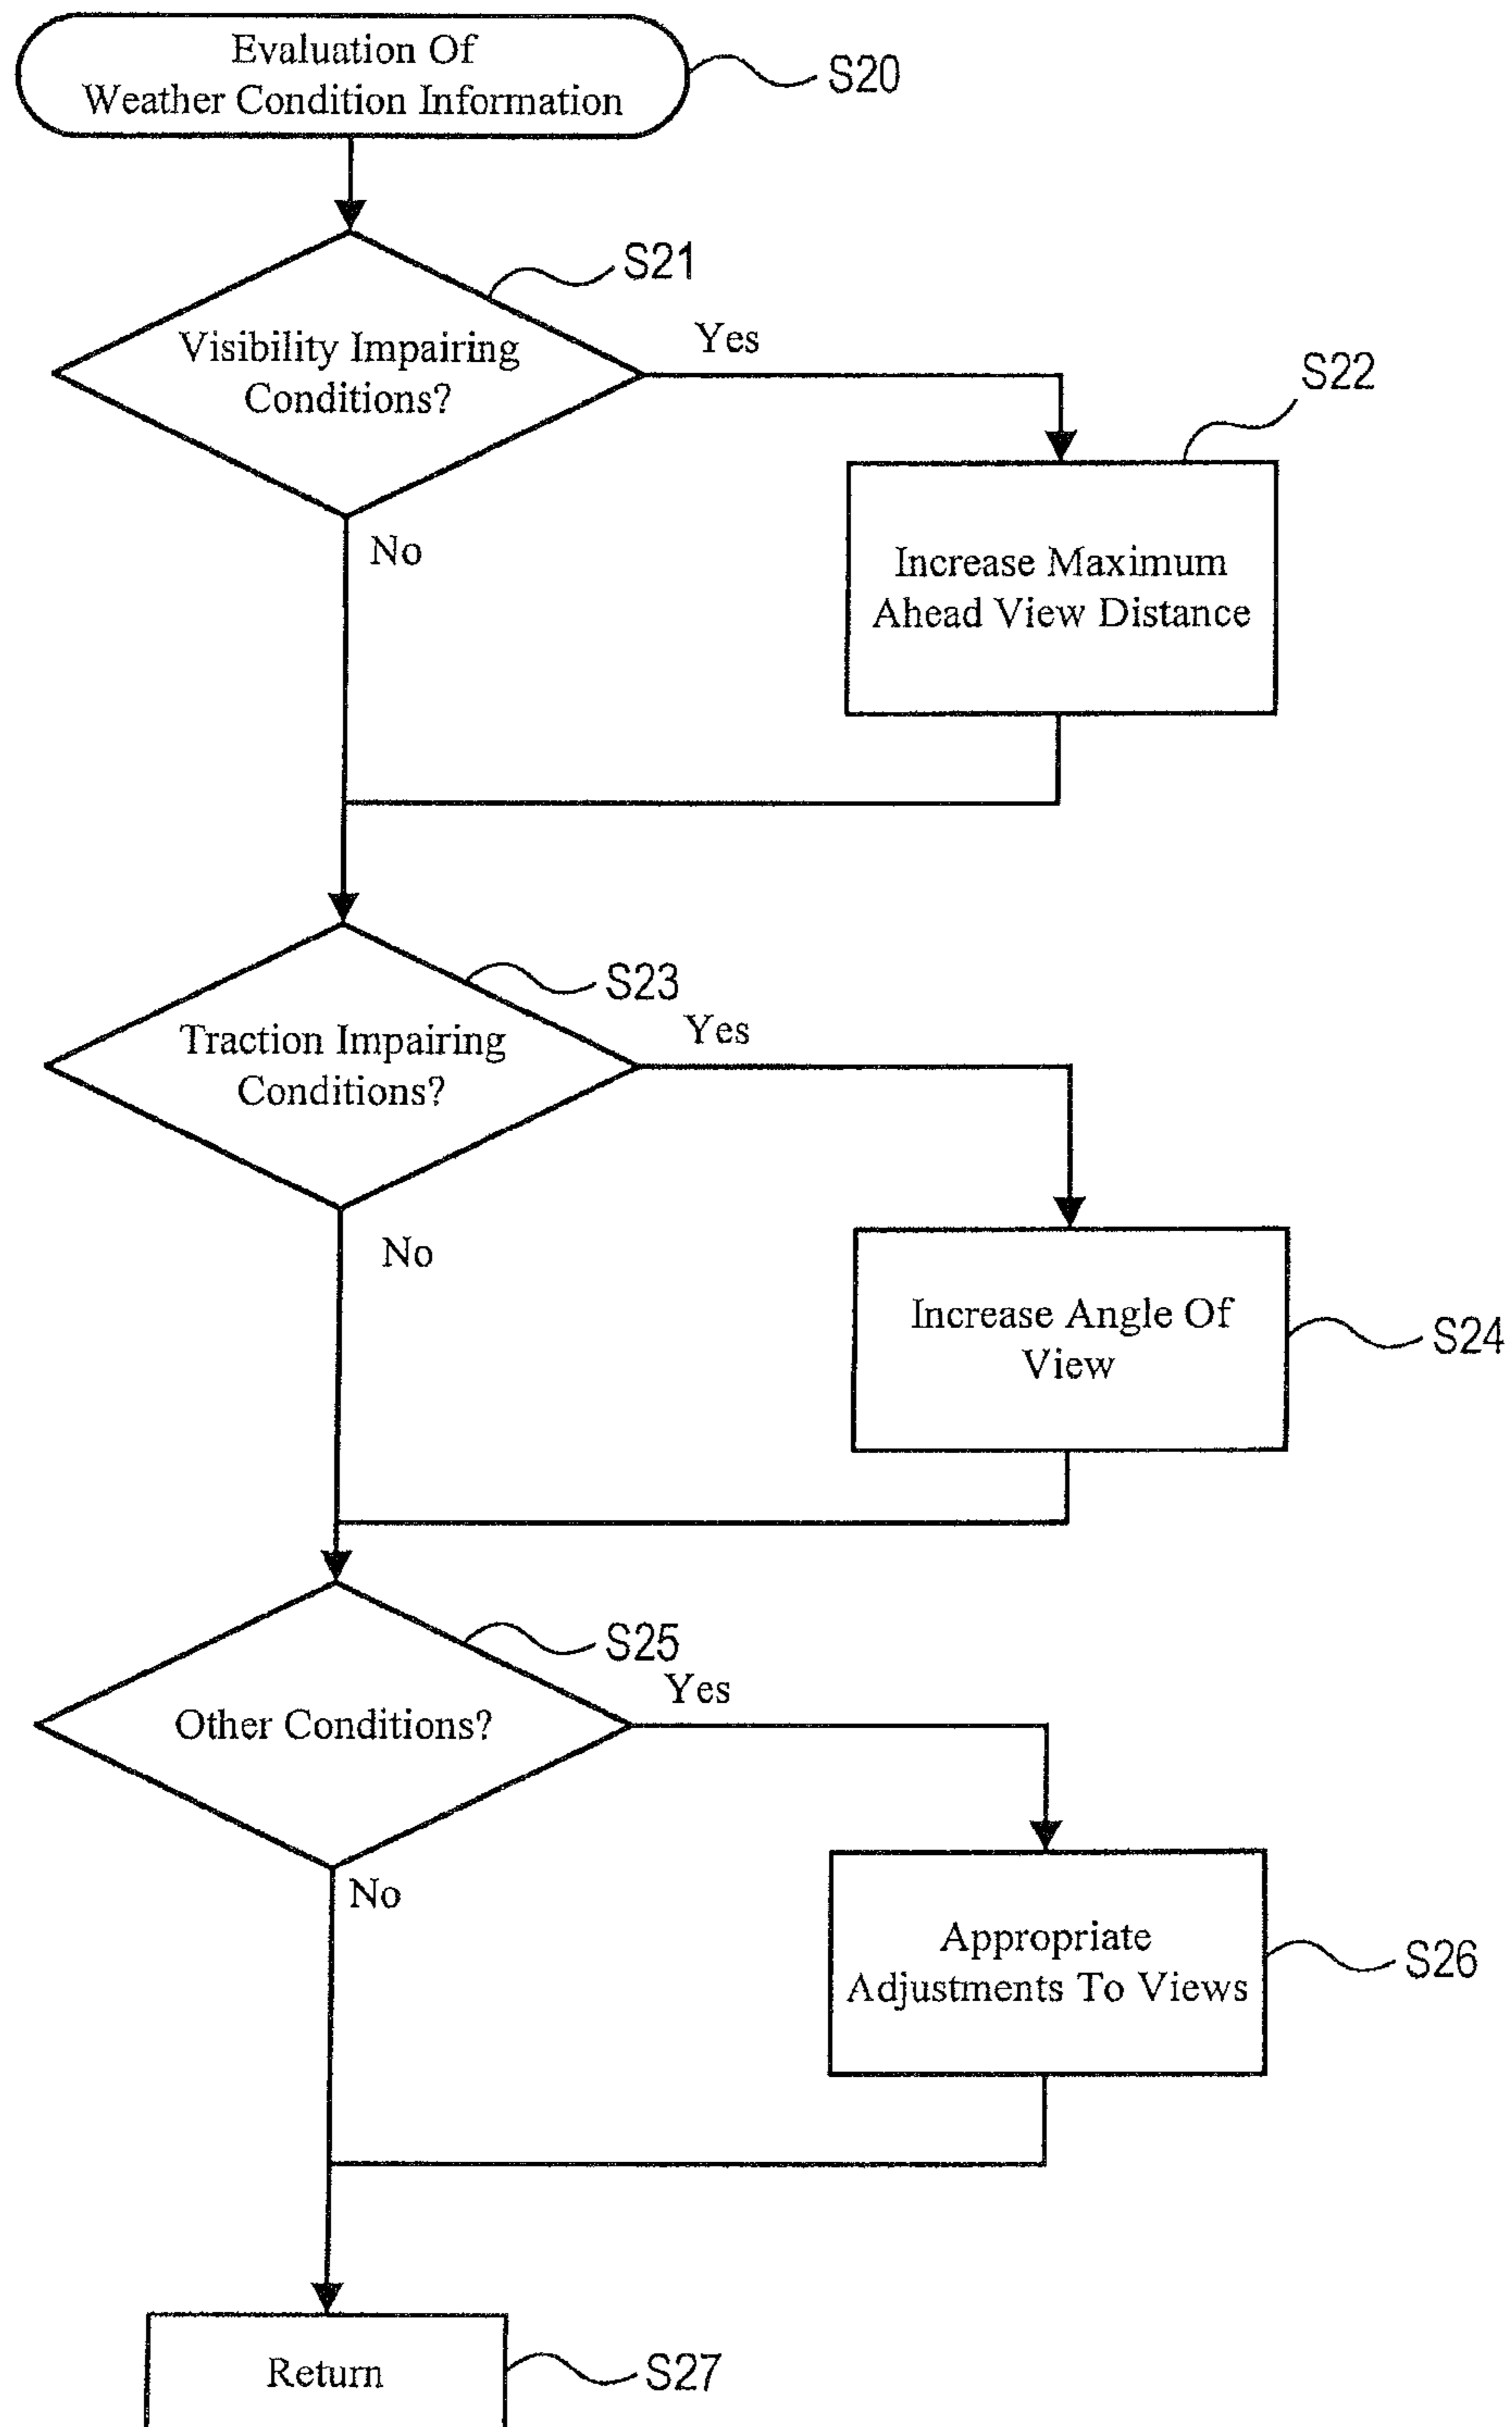 Evaluation Of
Weather Condition Information
S20
S21
Visibility Impairing
Conditions?
Yes
S22
No
Increase Maximum
Ahead View Distance
S23
Traction Impairing
Conditions?
Yes
No
Increase Angle Of
View
S24
S25
Other Conditions?
Yes
No
Appropriate
Adjustments To Views
S26
Return
S27